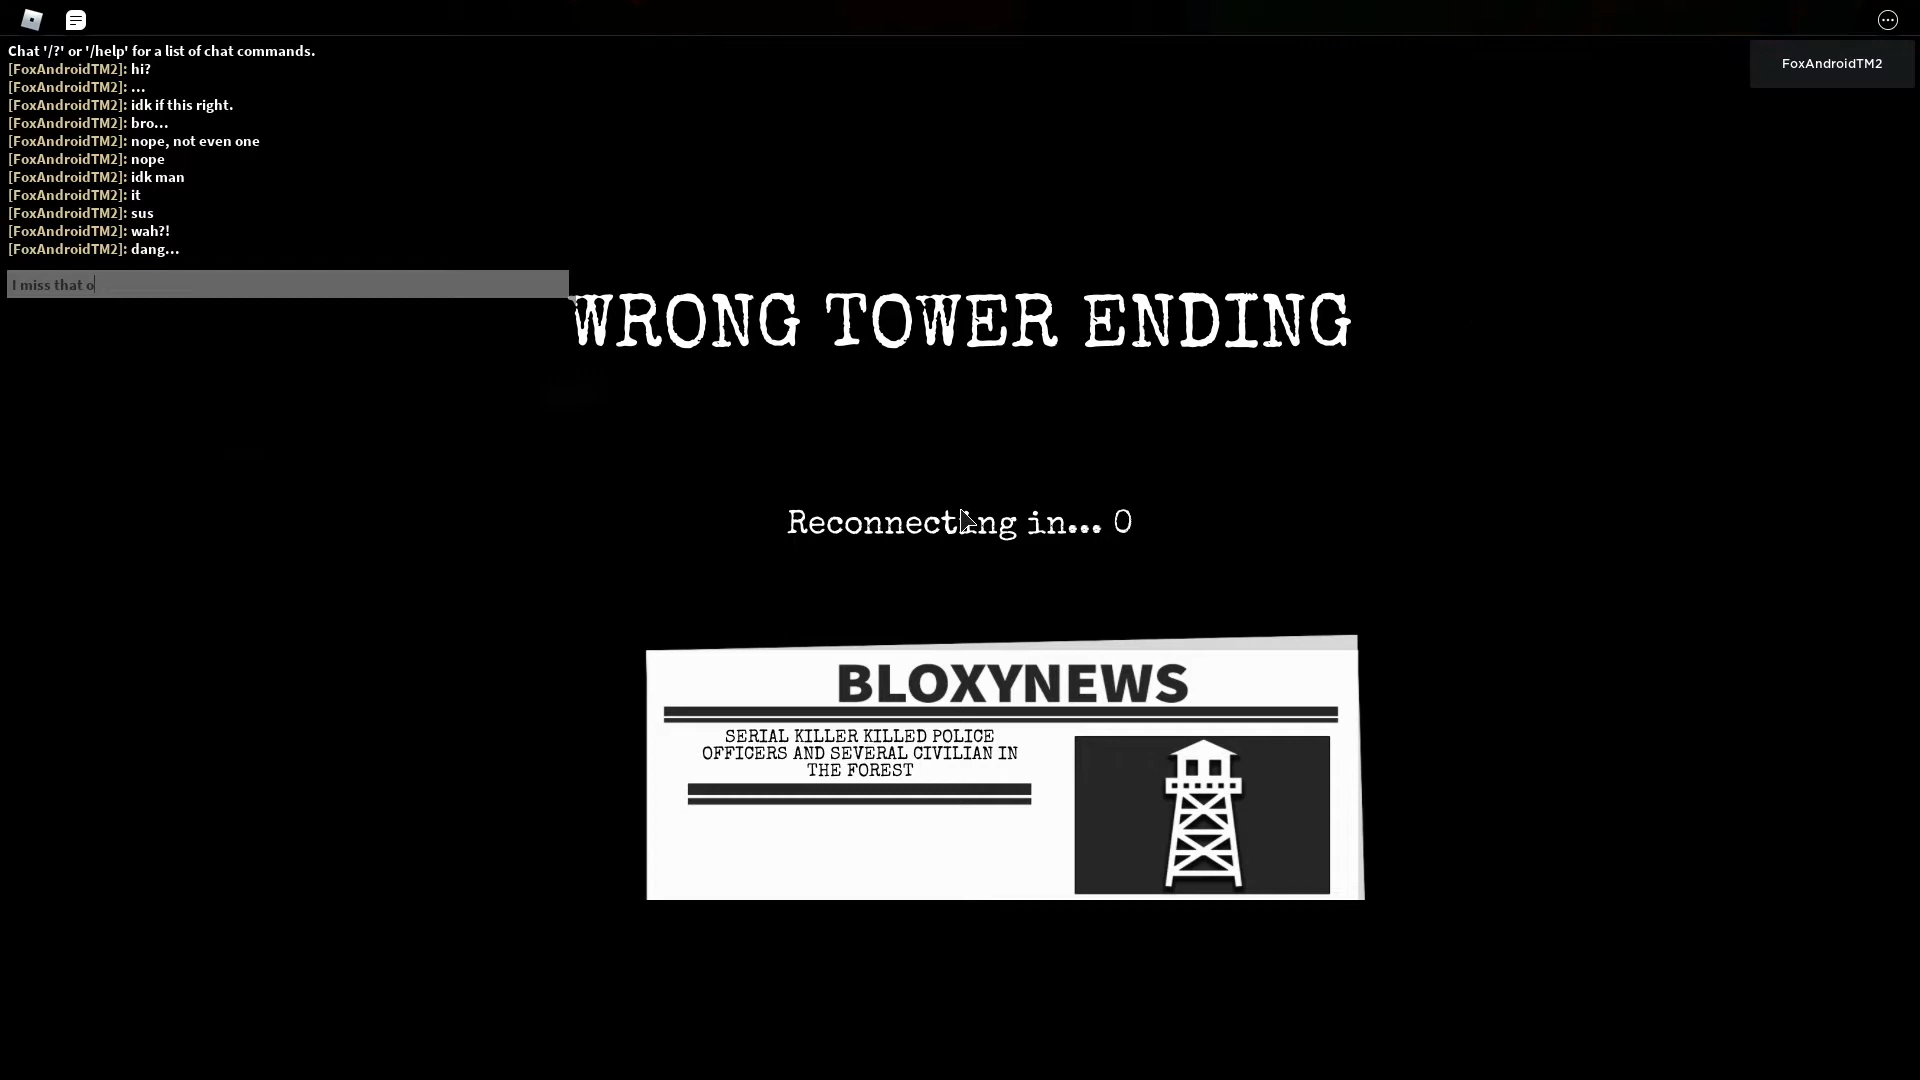 Chat '/?' or '/help' for a list of chat commands.
FoxAndroidTM2
[FoxAndroidTM2]: hi?
[FoxAndroidTM2]: ...
[FoxAndroidTM2]: idk if this right.
[FoxAndroidTM2]: bro...
[FoxAndroidTM2]: nope, not even one
[FoxAndroidTM2]: nope
[FoxAndroidTM2]: idk man
[FoxAndroidTM2]: it
[FoxAndroidTM2]: sus
[FoxAndroidTM2]: wah?!
[FoxAndroidTM2]: dang...
I miss that o
WRONG TOWER ENDING
Reconnecting in... 0
BLOXYNEWS
SERIAL KILLER KILLED POLICE
OFFICERS AND SEVERAL CIVILIAN IN
THE FOREST